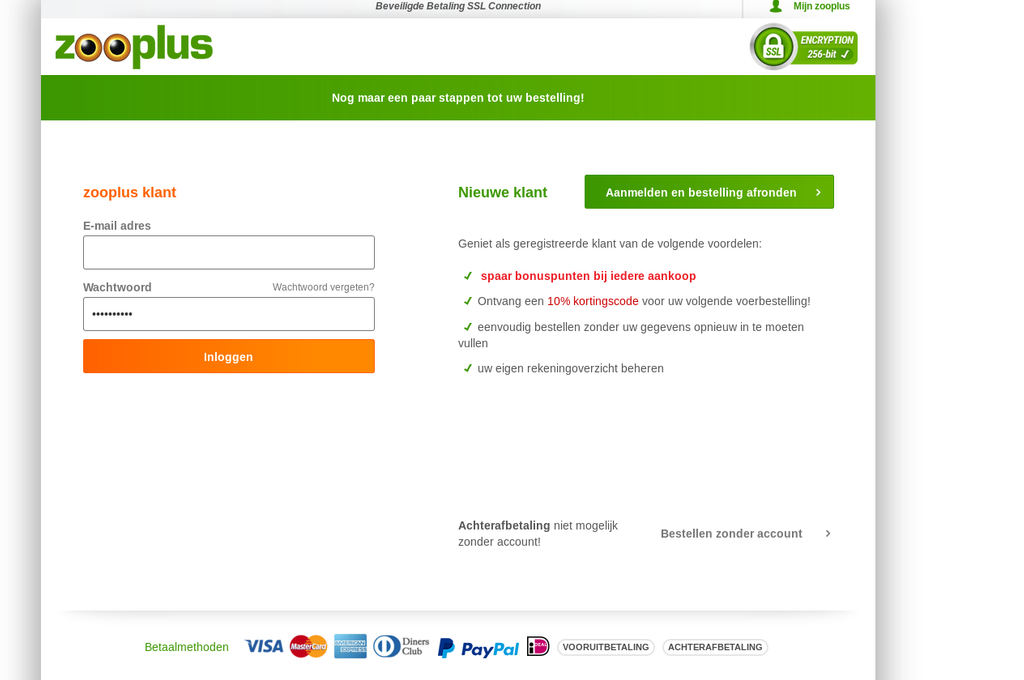 Beveiligde Betaling SSL Connection
Mijn zooplus
zooplus
SSL
ENCRYPTION
256-bit
Nog maar een paar stappen tot uw bestelling!
zooplus klant
E-mail adres
Wachtwoord
Wachtwoord vergeten?
••••••••••
Inloggen
Nieuwe klant
Aanmelden en bestelling afronden
Geniet als geregistreerde klant van de volgende voordelen:
spaar bonuspunten bij iedere aankoop
Ontvang een 10% kortingscode voor uw volgende voerbestelling!
eenvoudig bestellen zonder uw gegevens opnieuw in te moeten
vullen
uw eigen rekeningoverzicht beheren
Achterafbetaling niet mogelijk
zonder account!
Bestellen zonder account
Betaalmethoden
VISA
MasterCard
AMERICAN
EXPRESS
Diners
Club
PayPal
iDEAL
VOORUITBETALING
ACHTERAFBETALING